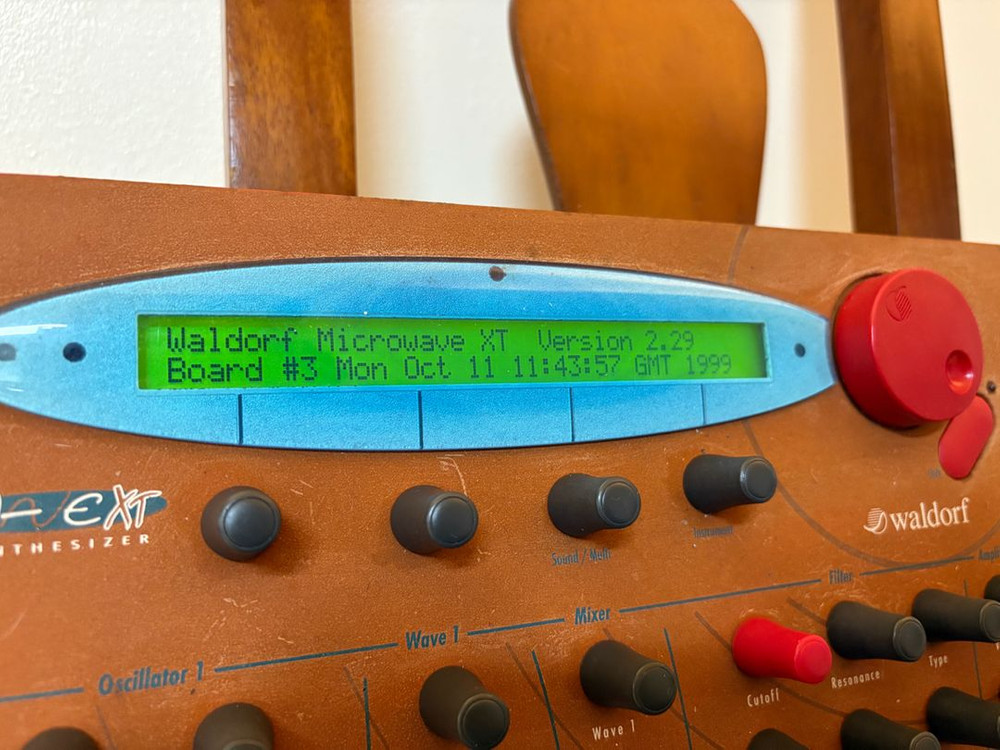 Waldorf Microwave XT Version 2.29
Board #3 Mon Oct 11 11:43:57 GMT 1999
XT
waldorf
Sound / Multi
Instrument
Filter
Mixer
Wave 1
Oscillator 1
Cutoff
Resonance
Type
Wave 1